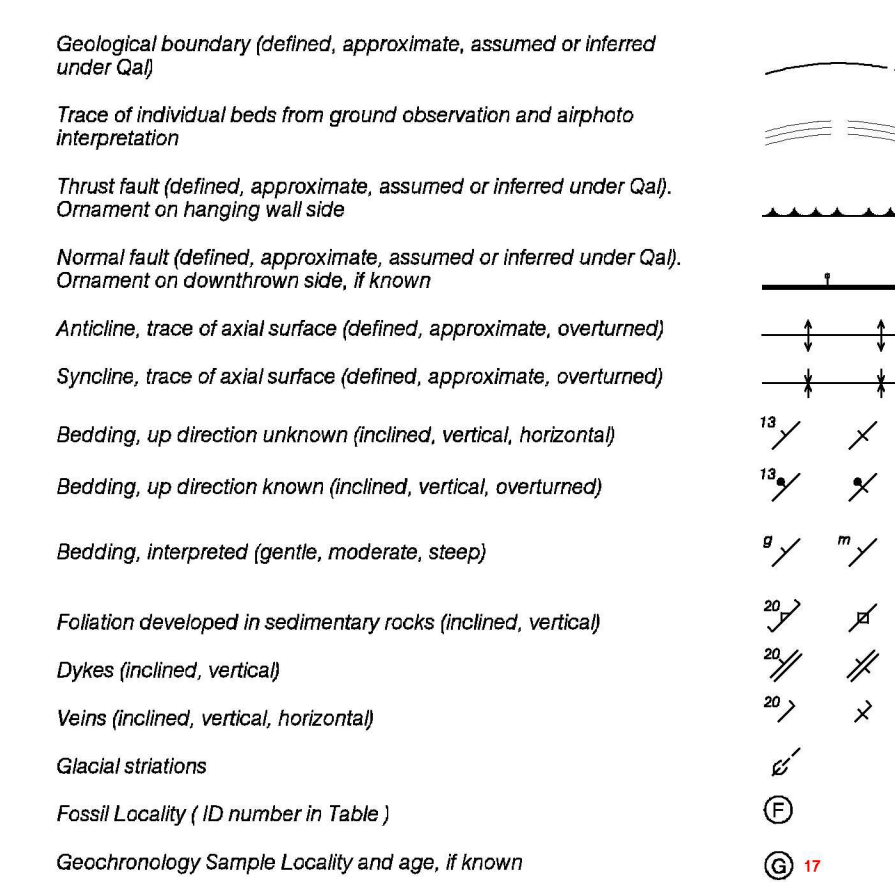 Geological boundary (defined, approximate, assumed or inferred
under Qal)
Trace of individual beds from ground observation and airphoto
interpretation
Thrust fault (defined, approximate, assumed or inferred under Qal).
Ornament on hanging wall side
Normal fault (defined, approximate, assumed or inferred under Qal).
Ornament on downthrown side, if known
Anticline, trace of axial surface (defined, approximate, overturned)
Syncline, trace of axial surface (defined, approximate, overturned)
Bedding, up direction unknown (inclined, vertical, horizontal)
13
Bedding, up direction known (inclined, vertical, overturned)
13
Bedding, interpreted (gentle, moderate, steep)
g m
Foliation developed in sedimentary rocks (inclined, vertical)
20
Dykes (inclined, vertical)
20
Veins (inclined, vertical, horizontal)
20
Glacial striations
Fossil Locality ( ID number in Table )
F
Geochronology Sample Locality and age, if known
G 17